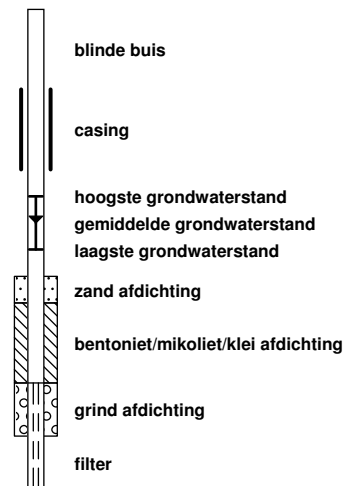 blinde buis
casing
hoogste grondwaterstand
gemiddelde grondwaterstand
laagste grondwaterstand
zand afdichting
bentoniet/mikoliet/klei afdichting
grind afdichting
filter